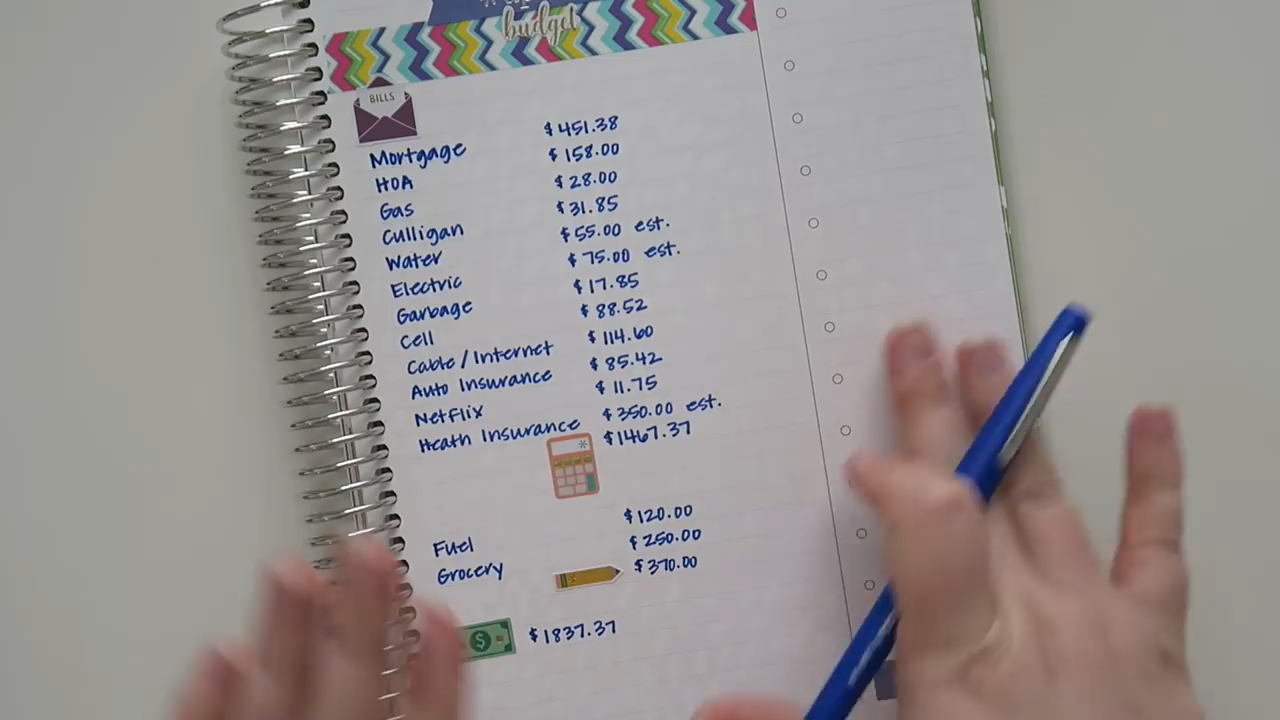 budget
BILLS
Mortgage $451.38
HOA $158.00
Gas $28.00
Culligan $31.85
Water $55.00 est.
Electric $75.00 est.
Garbage $17.85
Cell $88.52
Cable/Internet $114.60
Auto Insurance $85.42
Netflix $11.75
Heath Insurance $350.00 est.
$1467.37
Fuel $120.00
Grocery $250.00
$370.00
$ $1837.37